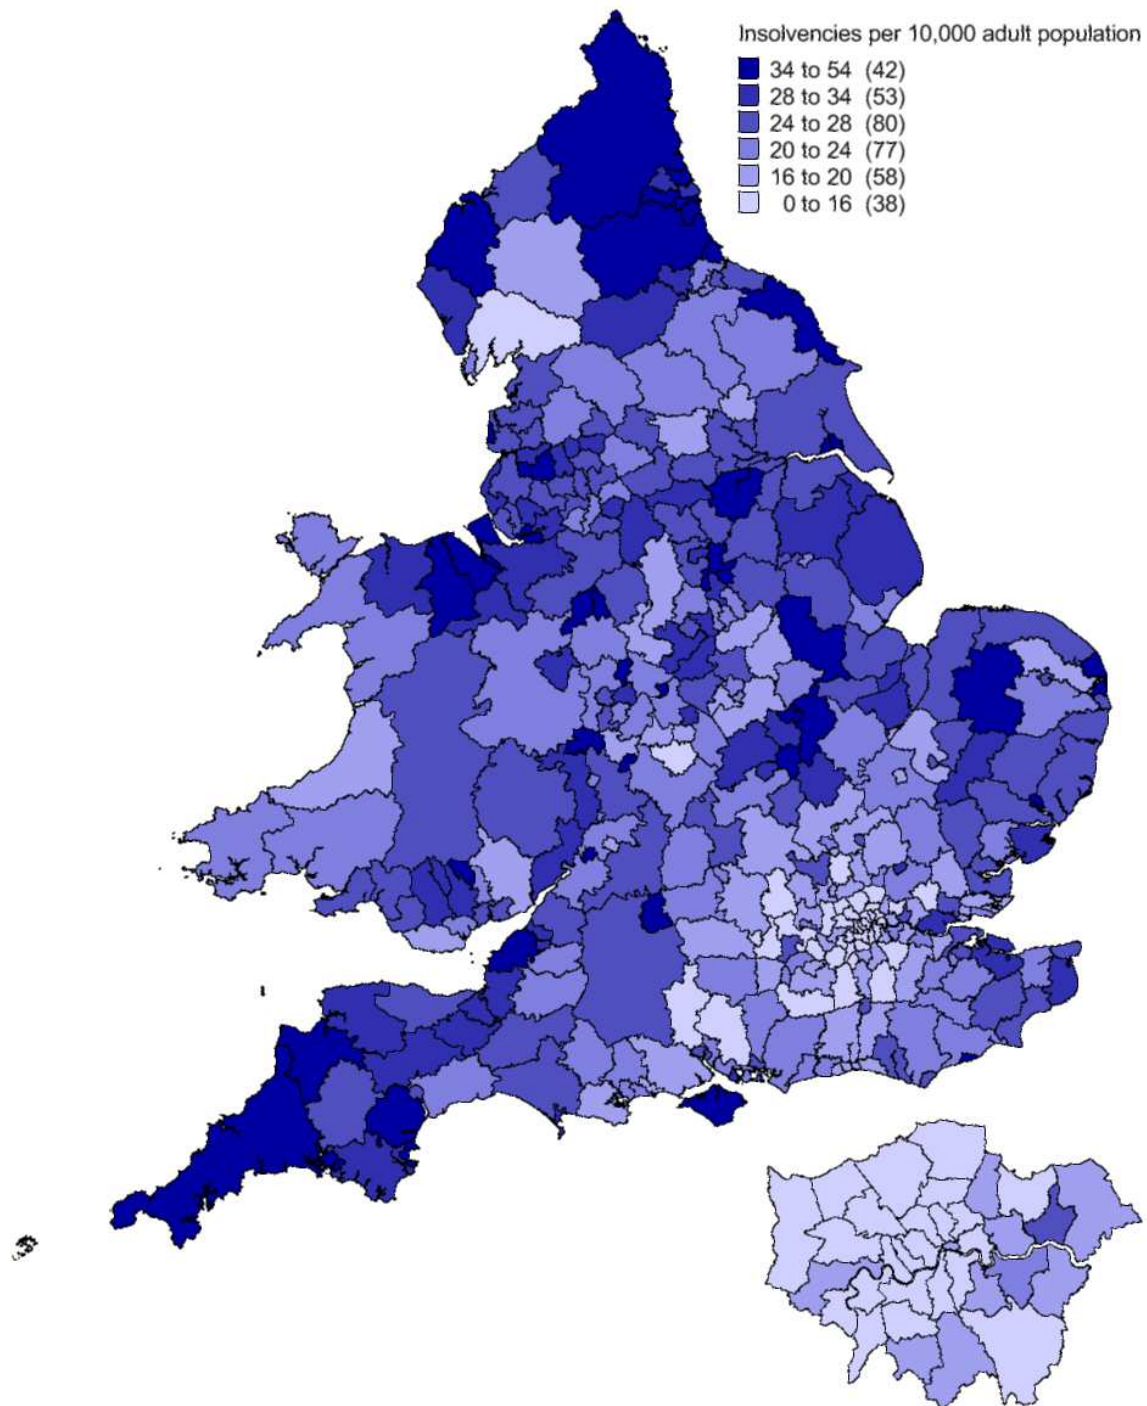 Insolvencies per 10,000 adult population
34 to 54 (42)
28 to 34 (53)
24 to 28 (80)
20 to 24 (77)
16 to 20 (58)
0 to 16 (38)